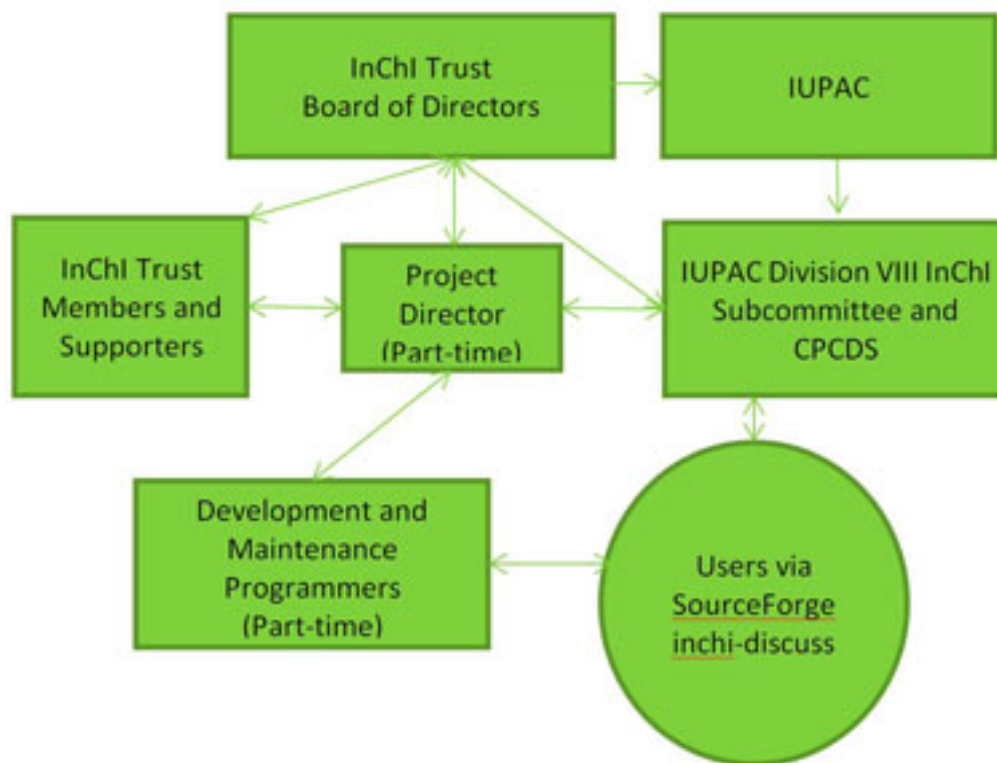 InChI Trust
Board of Directors
IUPAC
InChI Trust
Members and
Supporters
Project
Director
(Part-time)
IUPAC Division VIII InChI
Subcommittee and
CPCDS
Development and
Maintenance
Programmers
(Part-time)
Users via
SourceForge
inchi-discuss